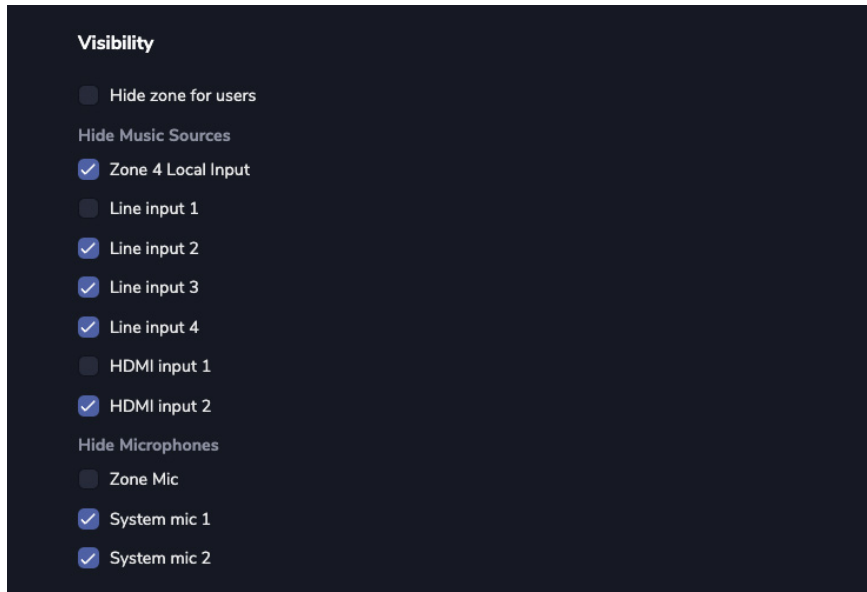 Visibility
Hide zone for users
Hide Music Sources
Zone 4 Local Input
Line input 1
Line input 2
Line input 3
Line input 4
HDMI input 1
HDMI input 2
Hide Microphones
Zone Mic
System mic 1
System mic 2